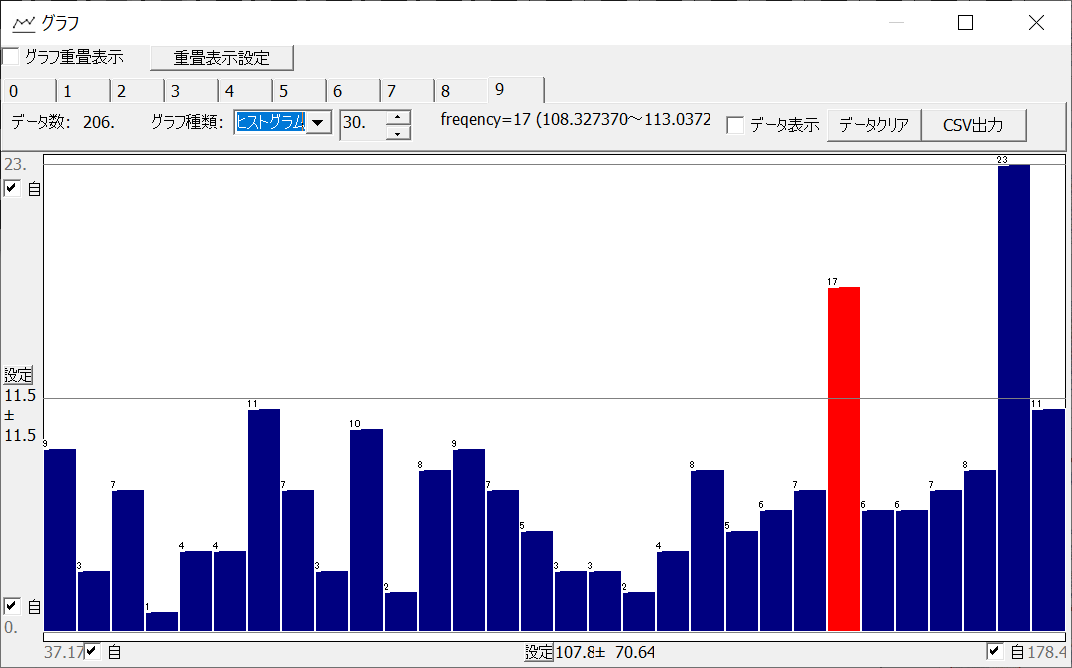 グラフ
グラフ重畳表示 重畳表示設定
0 1 2 3 4 5 6 7 8 9
データ数: 206. グラフ種類: ヒストグラム 30. freqency=17 (108.327370～113.0372 データ表示 データクリア CSV出力
23.
自
23
17
設定
11.5
±
11.5
9 3 7 1 4 4 11 7 3 10 2 8 9 7 5 3 3 2 4 8 5 6 7 6 6 7 8 11
自
0.
37.17 自 設定 107.8± 70.64 自 178.4